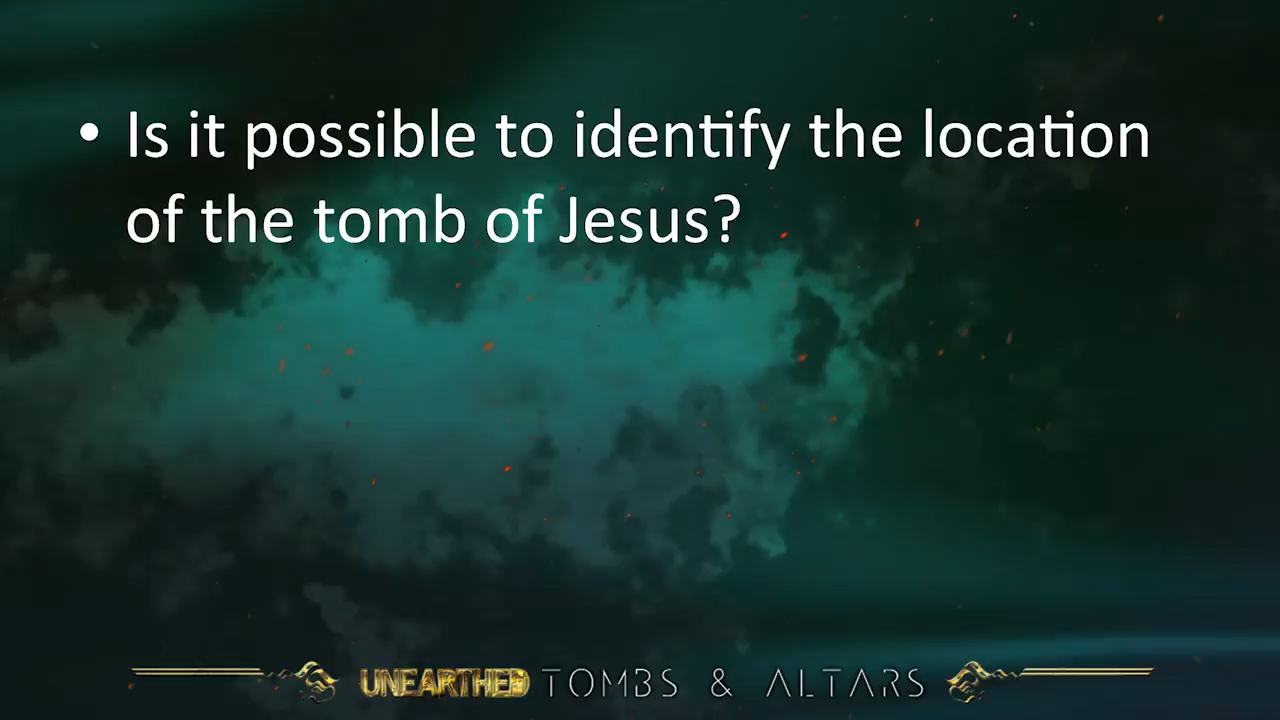 • Is it possible to identify the location
of the tomb of Jesus?
UNEARTHED TOMBS & ALTARS